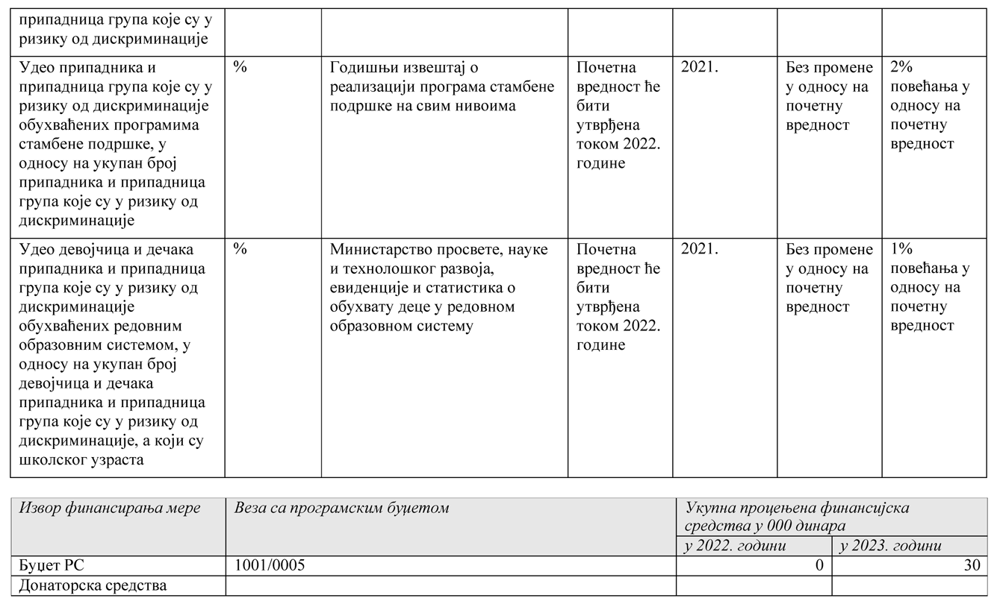 припадница група које су у
ризику од дискриминације
Удео припадника и
припадница група које су у
ризику од дискриминације
обухваћених програмима
стамбене подршке, у
односу на укупан број
припадника и припадница
група које су у ризику од
дискриминације
%
Годишњи извештај о
реализацији програма стамбене
подршке на свим нивоима
Почетна
вредност ће
бити
утврђена
током 2022.
године
2021.
Без промене
у односу на
почетну
вредност
2%
повећања у
односу на
почетну
вредност
Удео девојчица и дечака
припадника и припадница
група које су у ризику од
дискриминације
обухваћених редовним
образовним системом, у
односу на укупан број
девојчица и дечака
припадника и припадница
група које су у ризику од
дискриминације, а који су
школског узраста
%
Министарство просвете, науке
и технолошког развоја,
евиденције и статистика о
обухвату деце у редовном
образовном систему
Почетна
вредност ће
бити
утврђена
током 2022.
године
2021.
Без промене
у односу на
почетну
вредност
1%
повећања у
односу на
почетну
вредност
Извор финансирања мере
Веза са програмским буџетом
Укупна процењена финансијска
средства у 000 динара
у 2022. години
у 2023. години
Буџет РС
1001/0005
0
30
Донаторска средства